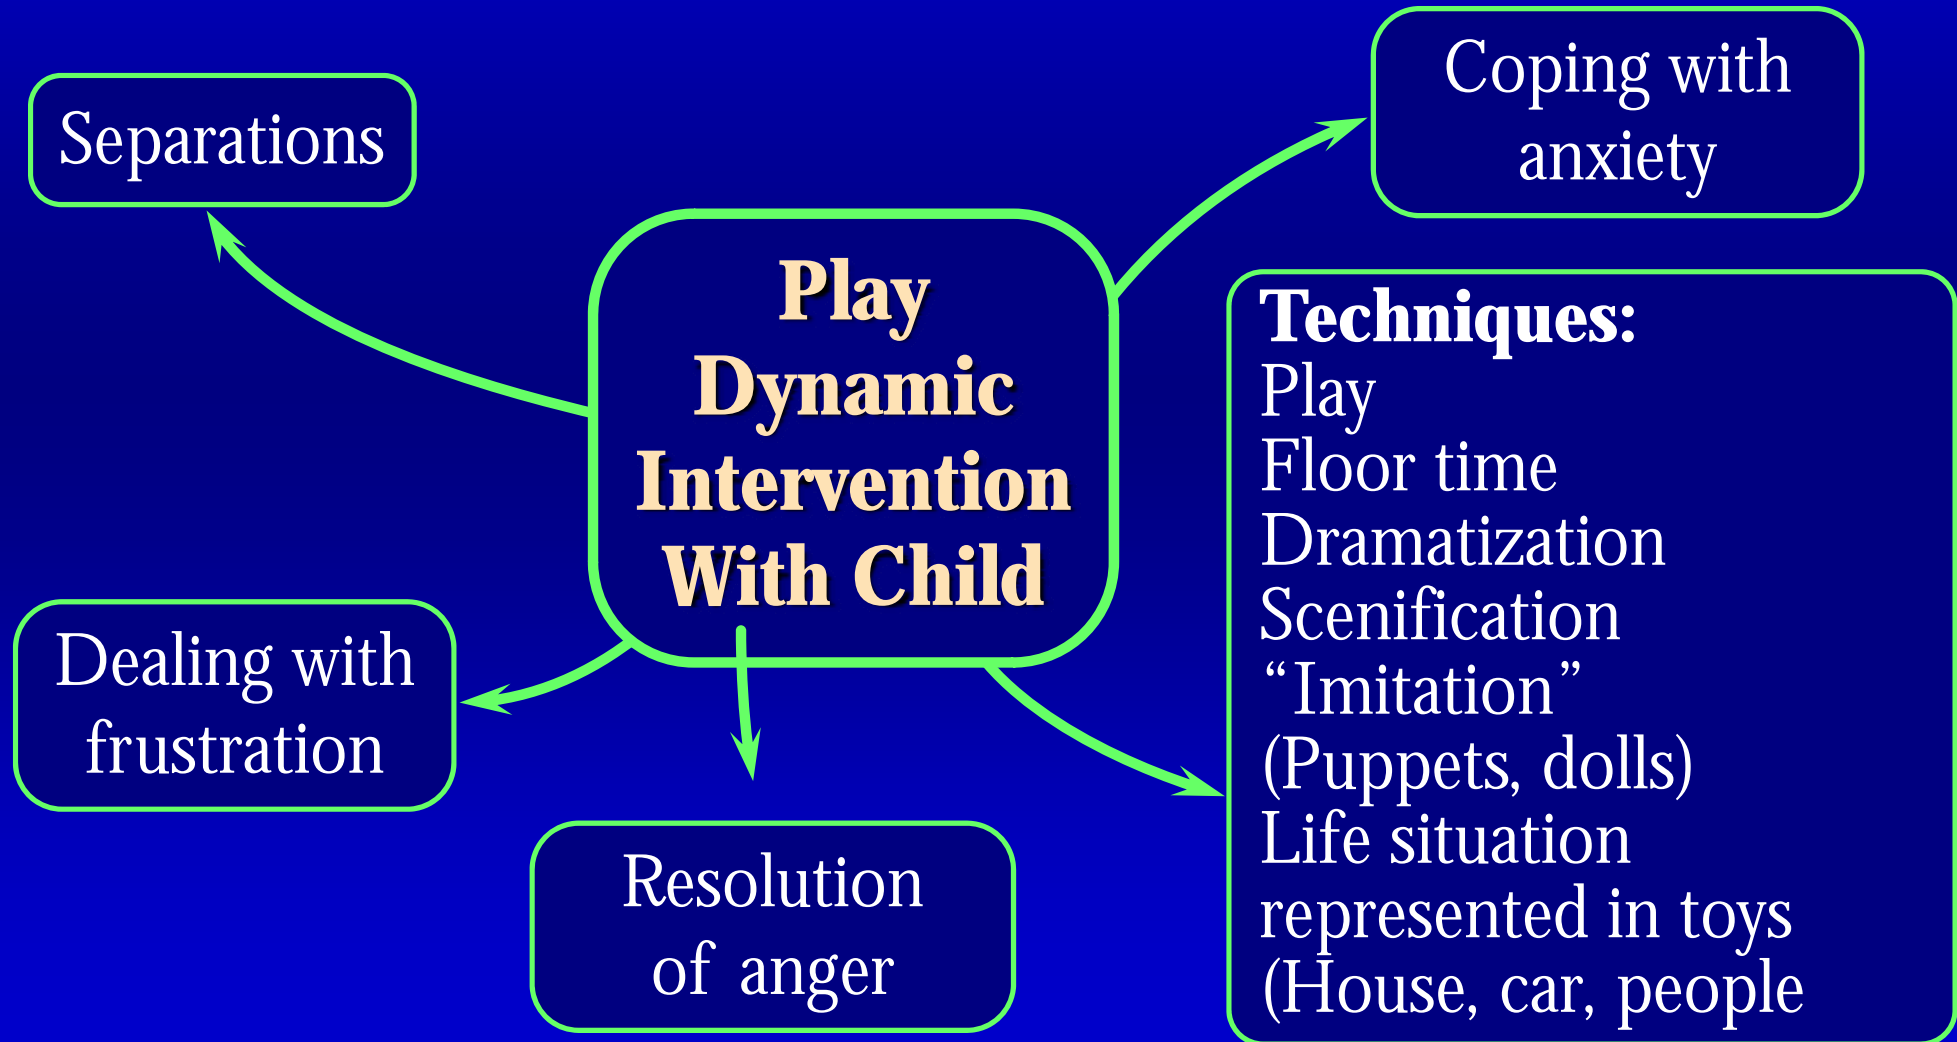 Separations
Coping with
anxiety
Play
Dynamic
Intervention
With Child
Techniques:
Play
Floor time
Dramatization
Scenification
“Imitation”
(Puppets, dolls)
Life situation
represented in toys
(House, car, people
Dealing with
frustration
Resolution
of anger